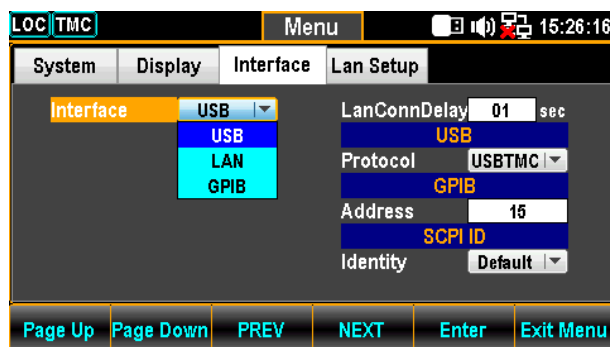 LOC TMC Menu 15:26:16
System Display Interface Lan Setup
Interface USB
USB
LAN
GPIB
LanConnDelay 01 sec
USB
Protocol USBTMC
GPIB
Address 15
SCPI ID
Identity Default
Page Up Page Down PREV NEXT Enter Exit Menu